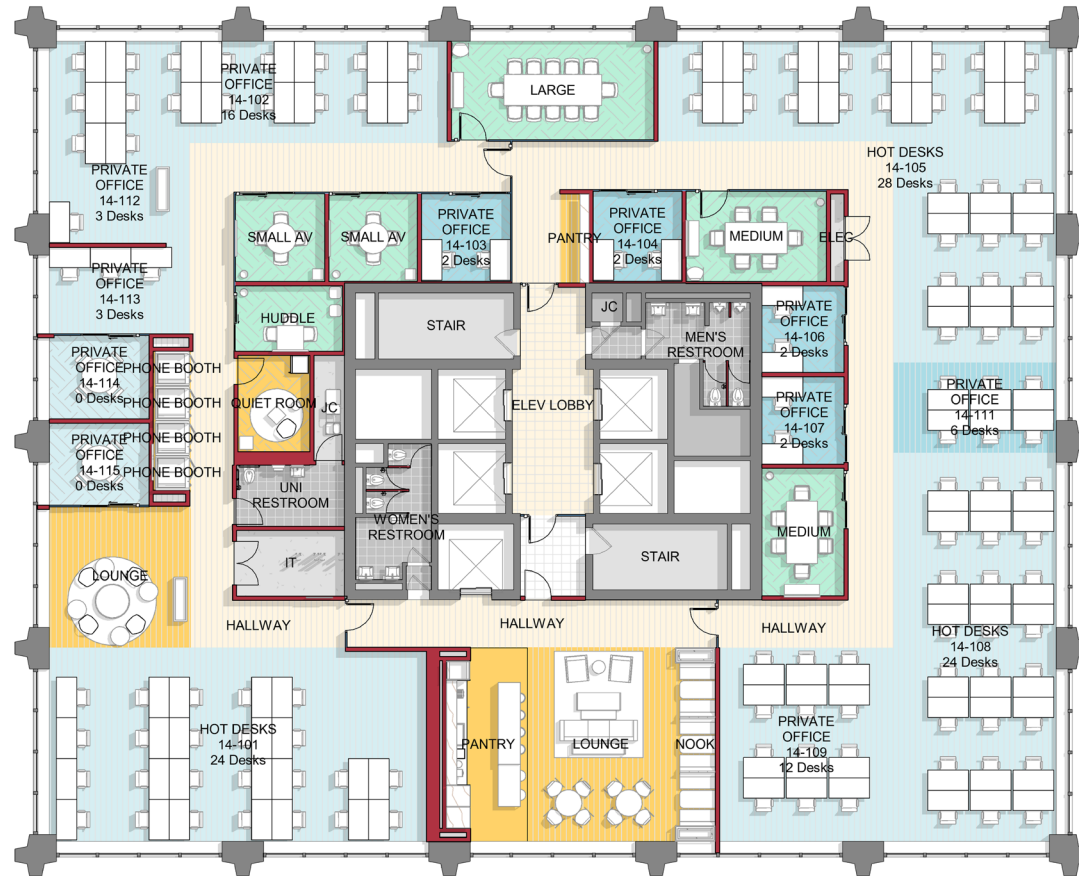 PRIVATE
OFFICE
14-102
16 Desks
LARGE
HOT DESKS
14-105
28 Desks
PRIVATE
OFFICE
14-112
3 Desks
SMALL AV
SMALL AV
PRIVATE
OFFICE
14-103
2 Desks
PANTRY
PRIVATE
OFFICE
14-104
2 Desks
MEDIUM
ELEC
PRIVATE
OFFICE
14-113
3 Desks
HUDDLE
STAIR
JC
MEN'S
RESTROOM
PRIVATE
OFFICE
14-106
2 Desks
PRIVATE
OFFICE
14-114
0 Desks
PHONE BOOTH
PHONE BOOTH
PHONE BOOTH
PHONE BOOTH
QUIET ROOM
JC
ELEV LOBBY
PRIVATE
OFFICE
14-107
2 Desks
PRIVATE
OFFICE
14-111
6 Desks
PRIVATE
OFFICE
14-115
0 Desks
UNI
RESTROOM
WOMEN'S
RESTROOM
MEDIUM
IT
STAIR
LOUNGE
HALLWAY
HALLWAY
HALLWAY
HOT DESKS
14-108
24 Desks
HOT DESKS
14-101
24 Desks
PANTRY
LOUNGE
NOOK
PRIVATE
OFFICE
14-109
12 Desks